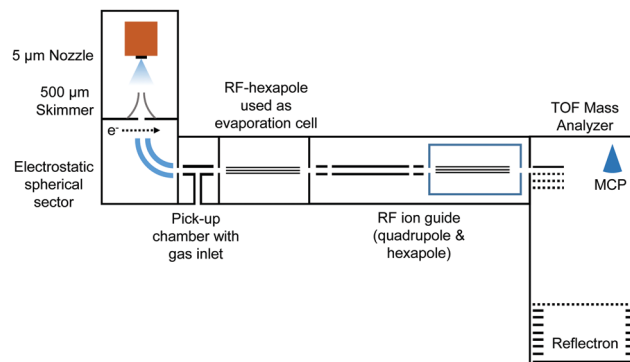 5 µm Nozzle
500 µm
Skimmer
e-
Electrostatic
spherical
sector
Pick-up
chamber with
gas inlet
RF-hexapole
used as
evaporation cell
RF ion guide
(quadrupole &
hexapole)
TOF Mass
Analyzer
MCP
Reflectron